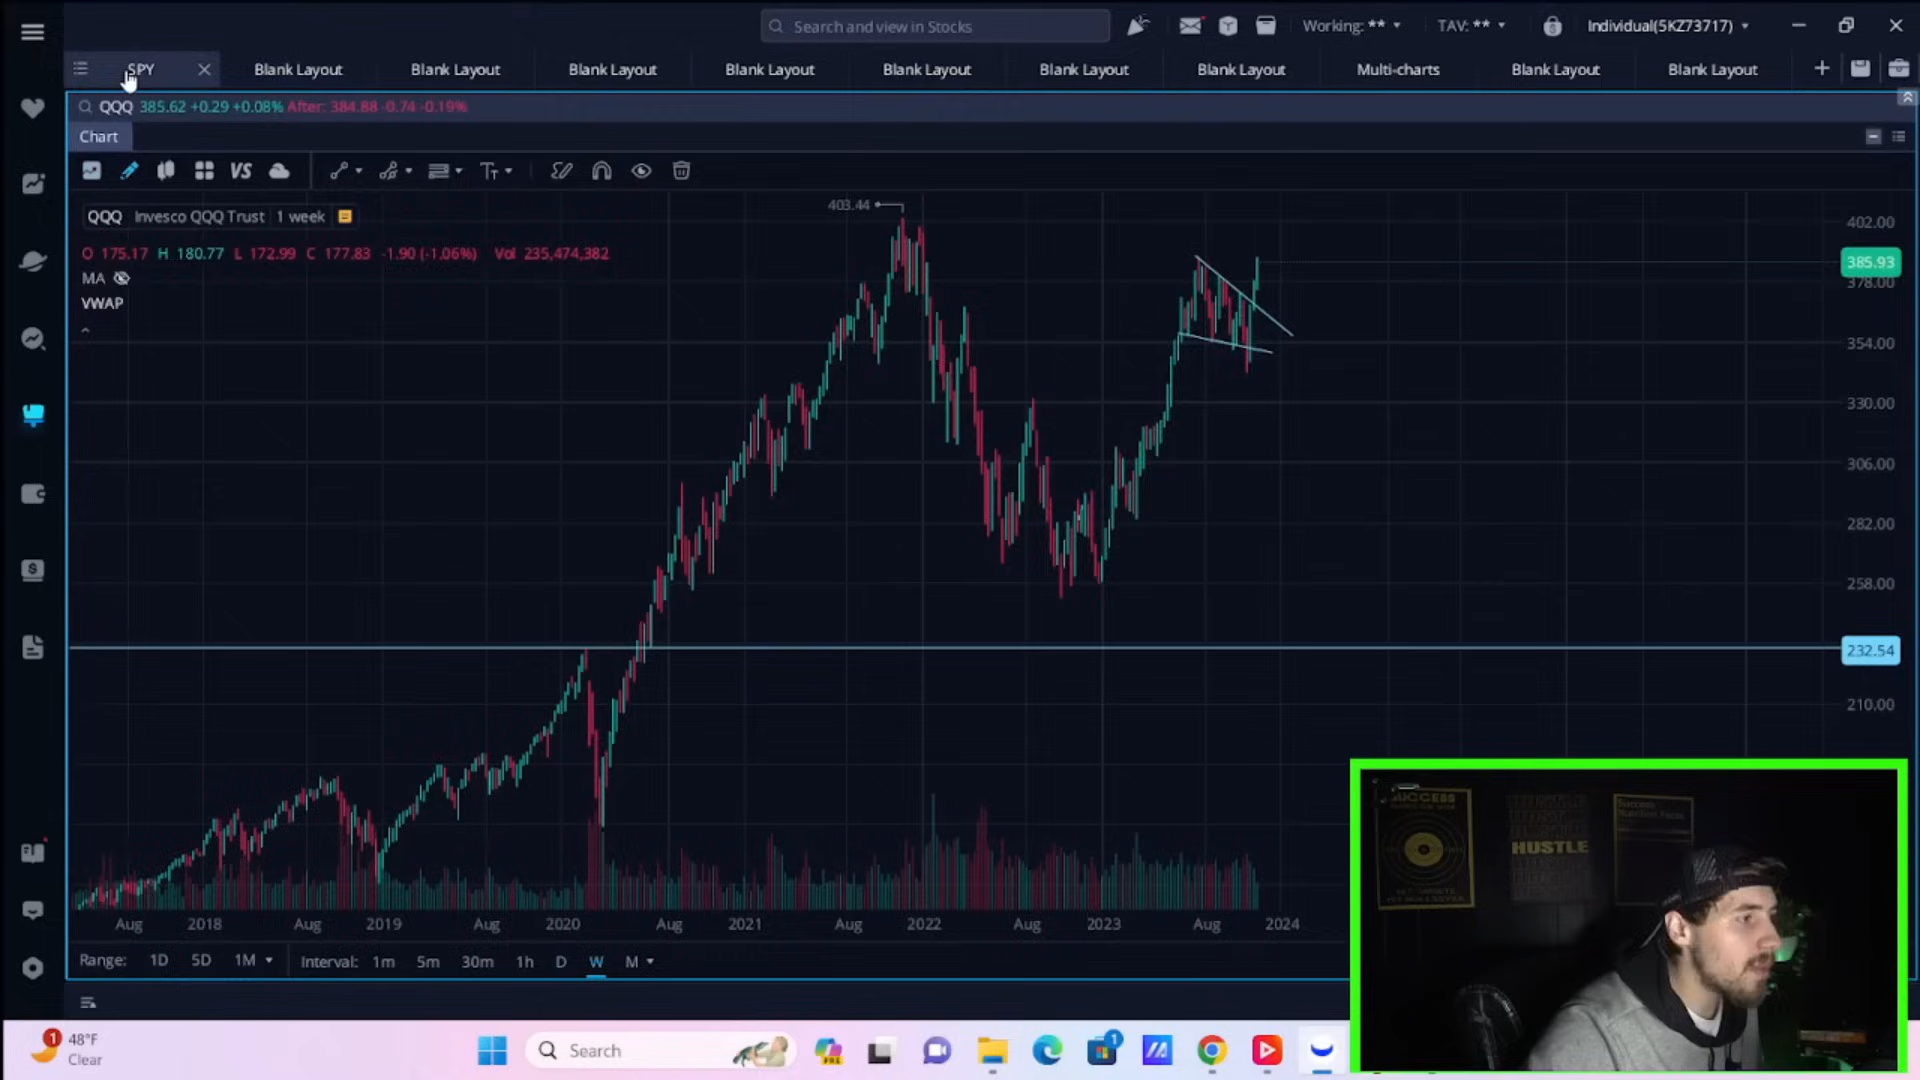 Search and view in Stocks
Working: **
TAV: **
Individual(5KZ73717)
SPY
Blank Layout
Blank Layout
Blank Layout
Blank Layout
Blank Layout
Blank Layout
Blank Layout
Multi-charts
Blank Layout
Blank Layout
QQQ 385.62 +0.29 +0.08% After: 384.88 -0.74 -0.19%
Chart
VS
QQQ Invesco QQQ Trust 1 week
O 175.17 H 180.77 L 172.99 C 177.83 -1.90 (-1.06%) Vol 235,474,382
MA
VWAP
403.44
402.00
385.93
378.00
354.00
330.00
306.00
282.00
258.00
232.54
210.00
Aug 2018 Aug 2019 Aug 2020 Aug 2021 Aug 2022 Aug 2023 Aug 2024
Range: 1D 5D 1M Interval: 1m 5m 30m 1h D W M
SUCCESS
HUSTLE
1
48°F
Clear
Search
PRE
1